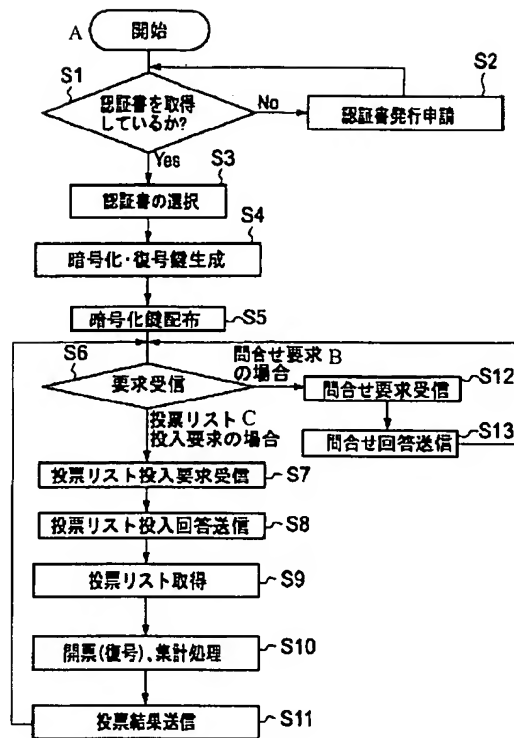 A 開始
S1
S2
認証書を取得
しているか?
No
認証書発行申請
Yes
S3
認証書の選択
S4
暗号化・復号鍵生成
暗号化鍵配布
S5
S6
要求受信
問合せ要求 B
の場合
S12
問合せ要求受信
S13
問合せ回答送信
投票リスト C
投入要求の場合
投票リスト投入要求受信
S7
投票リスト投入回答送信
S8
投票リスト取得
S9
開票(復号)、集計処理
S10
投票結果送信
S11